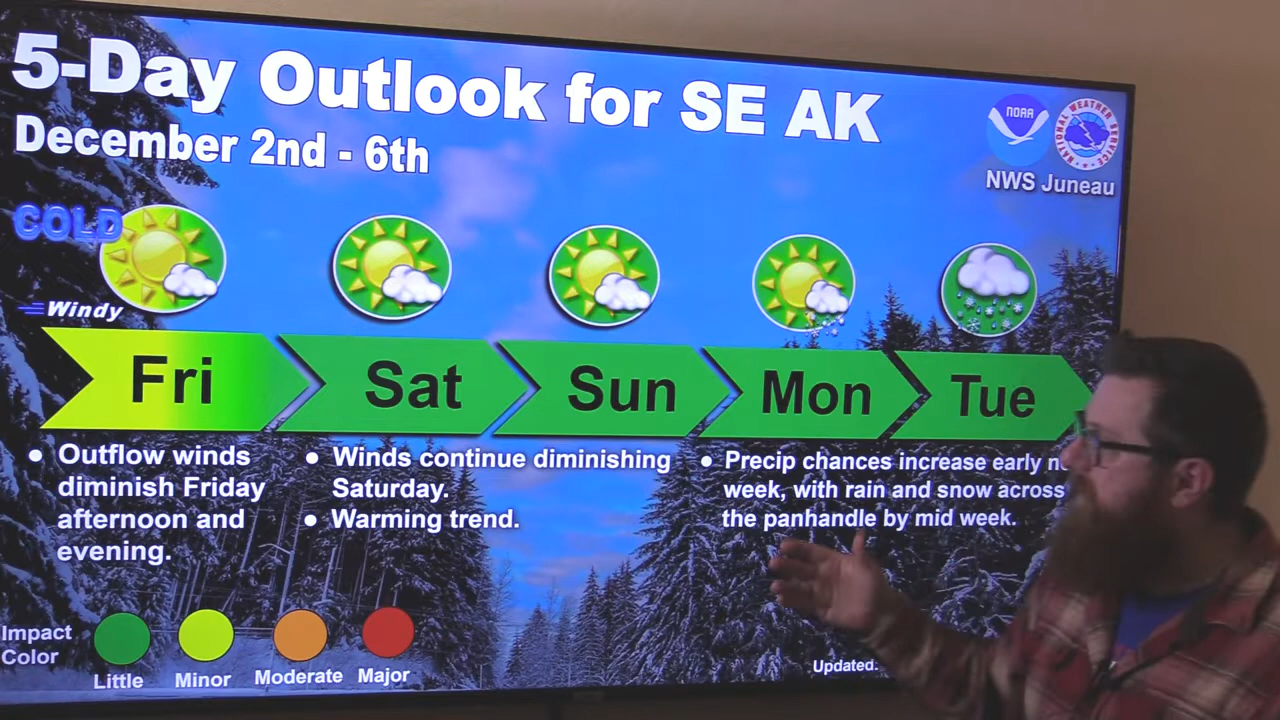 5-Day Outlook for SE AK
December 2nd - 6th
NOAA
NATIONAL WEATHER SERVICE
NWS Juneau
COLD
Windy
Fri
Sat
Sun
Mon
Tue
• Outflow winds
diminish Friday
afternoon and
evening.
• Winds continue diminishing
Saturday.
• Warming trend.
• Precip chances increase early
week, with rain and snow across
the panhandle by mid week.
Impact
Color
Little
Minor
Moderate
Major
Updated: